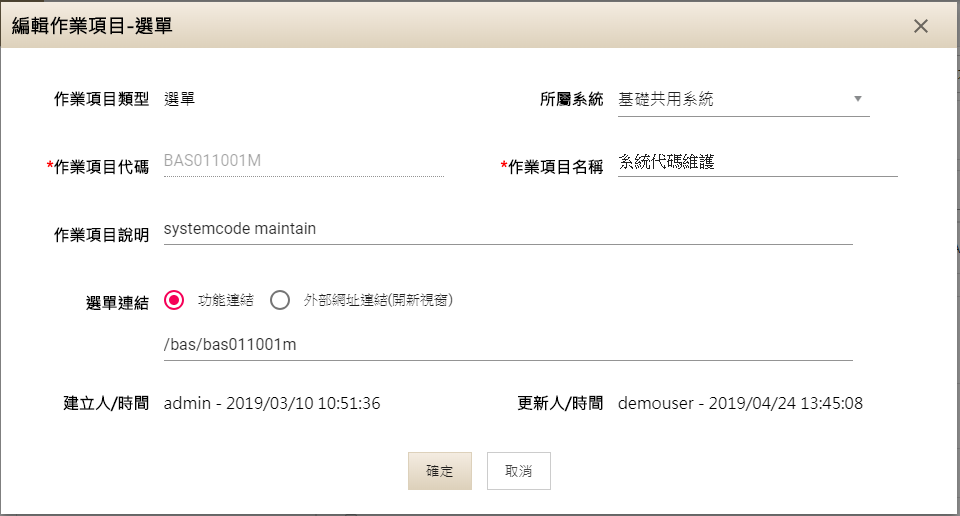 編輯作業項目-選單
作業項目類型 選單 所屬系統 基礎共用系統
*作業項目代碼 BAS011001M *作業項目名稱 系統代碼維護
作業項目說明 systemcode maintain
選單連結 功能連結 外部網址連結(開新視窗)
/bas/bas011001m
建立人/時間 admin - 2019/03/10 10:51:36 更新人/時間 demouser - 2019/04/24 13:45:08
確定 取消